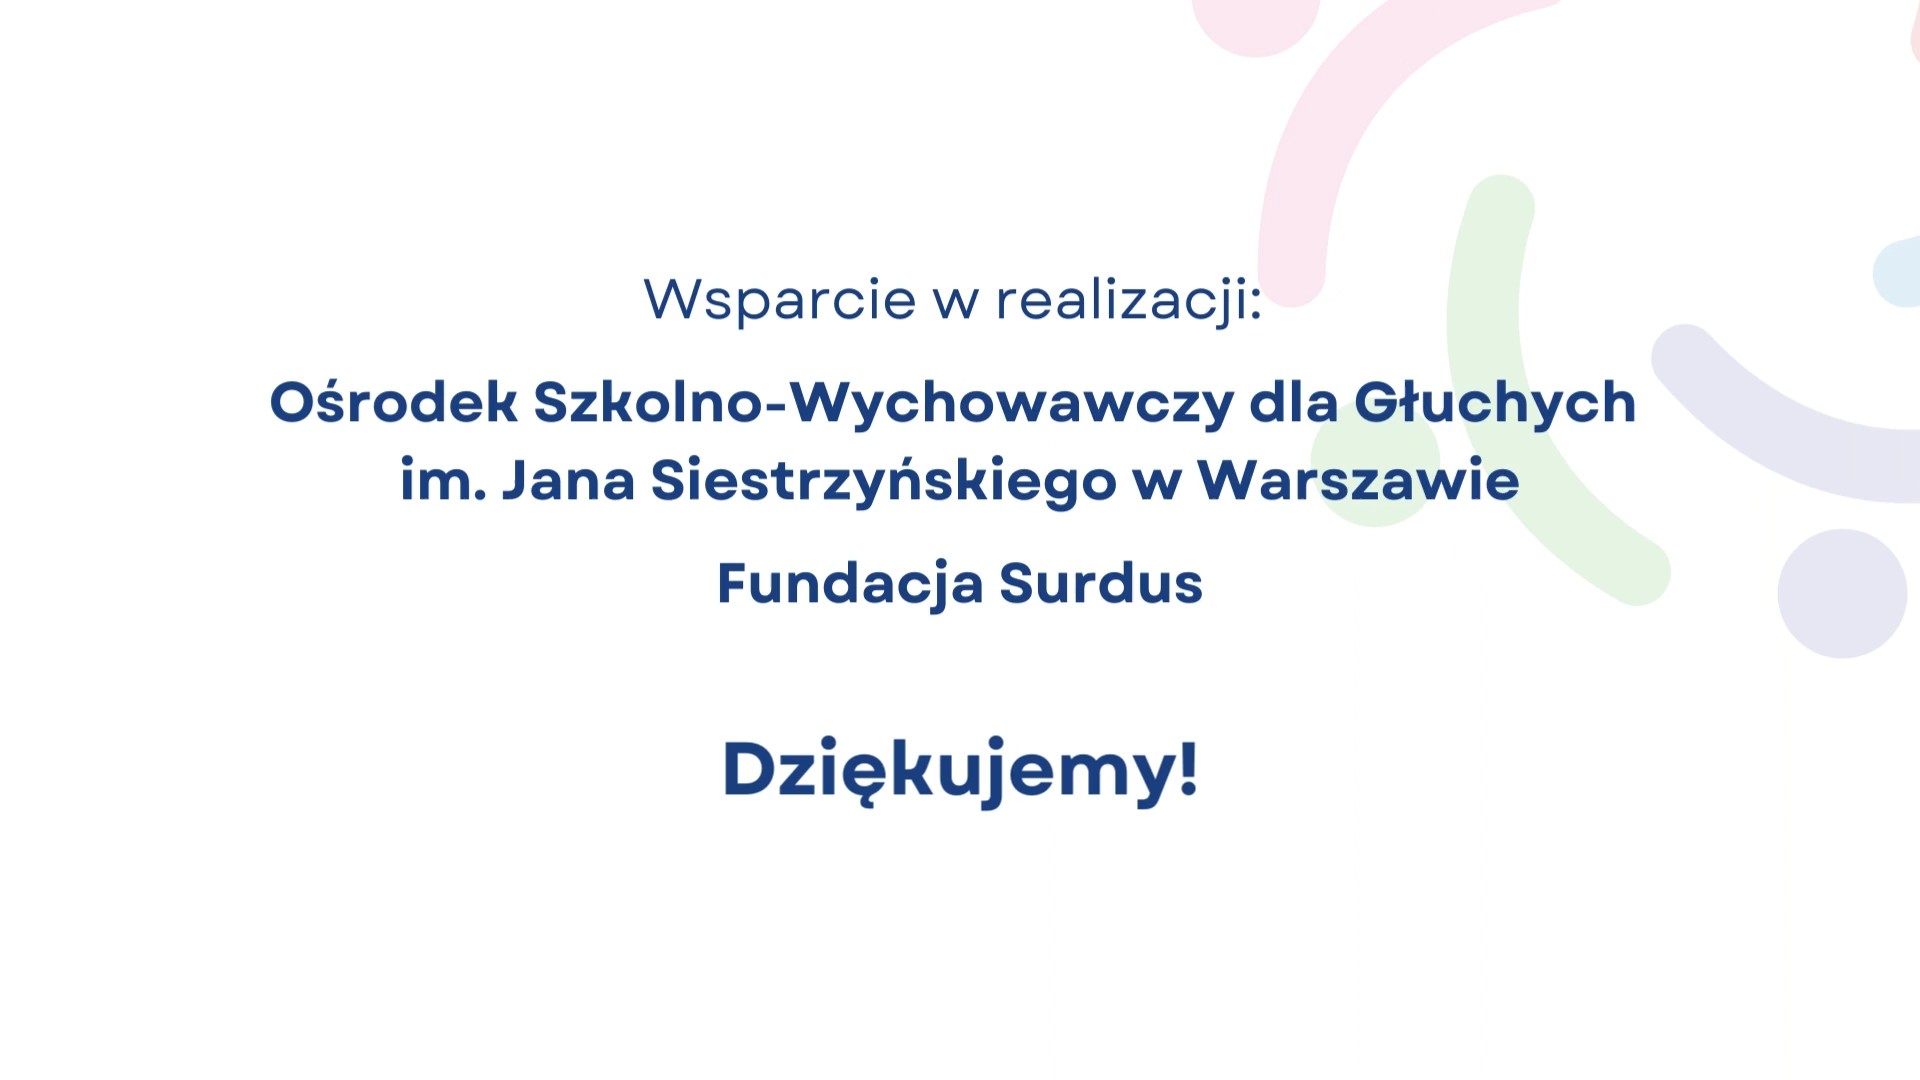 Wsparcie w realizacji:
Ośrodek Szkolno-Wychowawczy dla Głuchych
im. Jana Siestrzyńskiego w Warszawie
Fundacja Surdus
Dziękujemy!